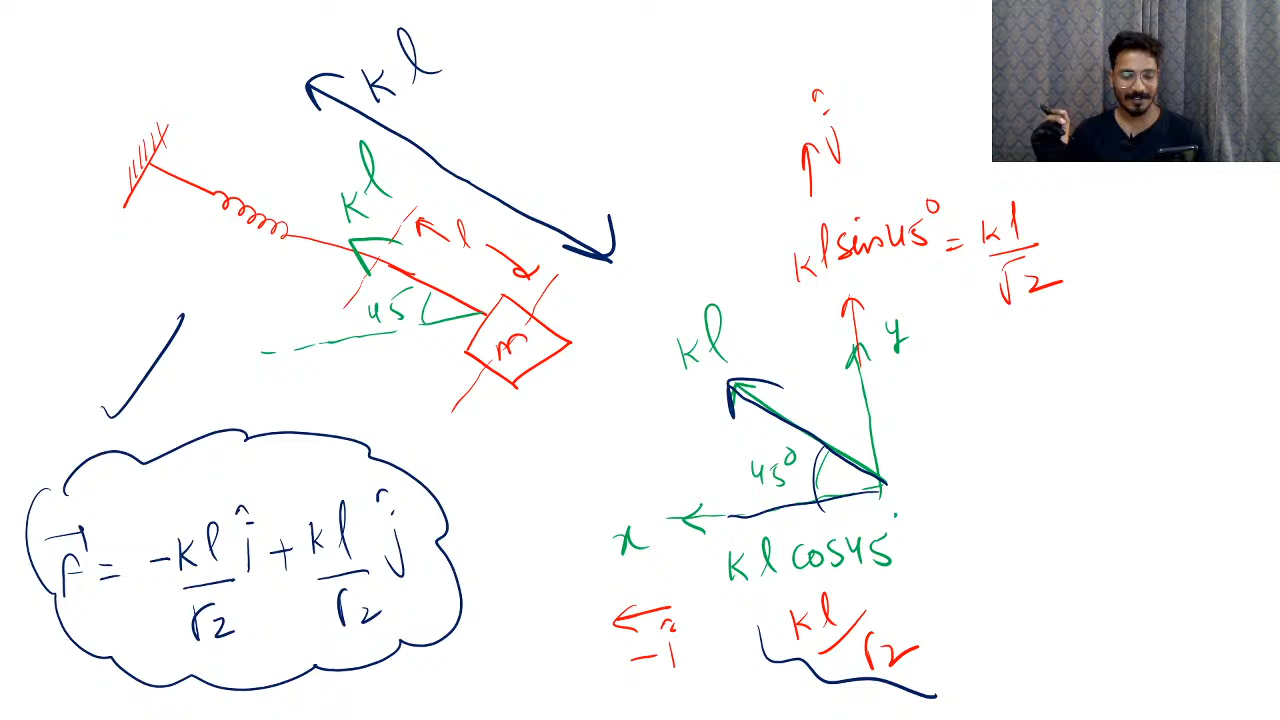 kl
kl
l
45
m
ĵ
kl sin45° = kl/√2
y
kl
45°
x
kl cos45
-î
kl/√2
F⃗ = -kl/√2 î + kl/√2 ĵ